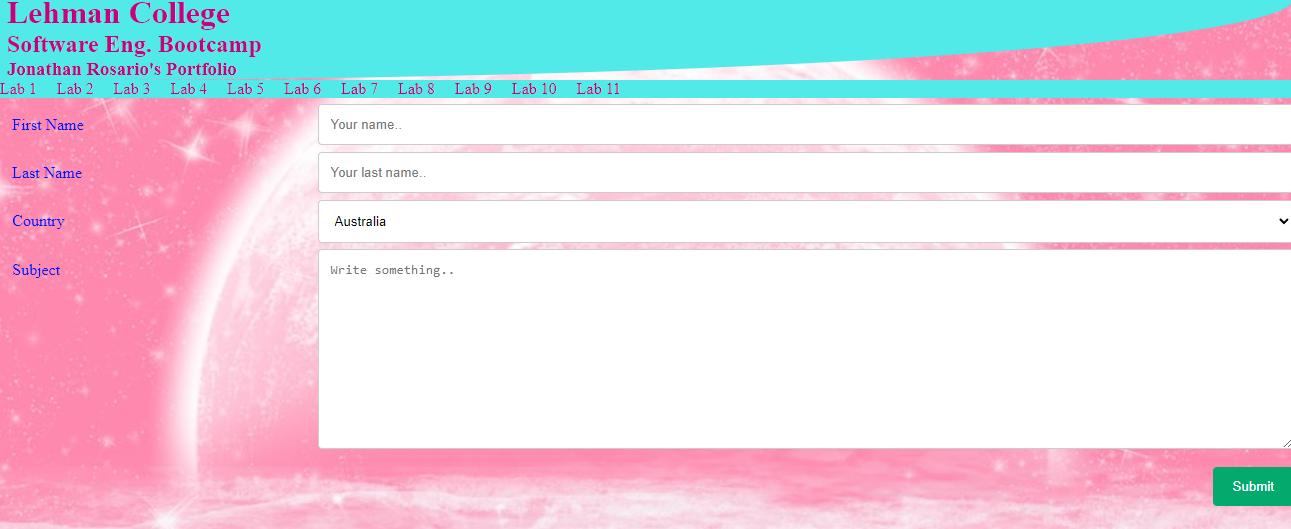 Lehman College
Software Eng. Bootcamp
Jonathan Rosario's Portfolio
Lab 1 Lab 2 Lab 3 Lab 4 Lab 5 Lab 6 Lab 7 Lab 8 Lab 9 Lab 10 Lab 11
First Name Your name..
Last Name Your last name..
Country Australia
Subject Write something..
Submit